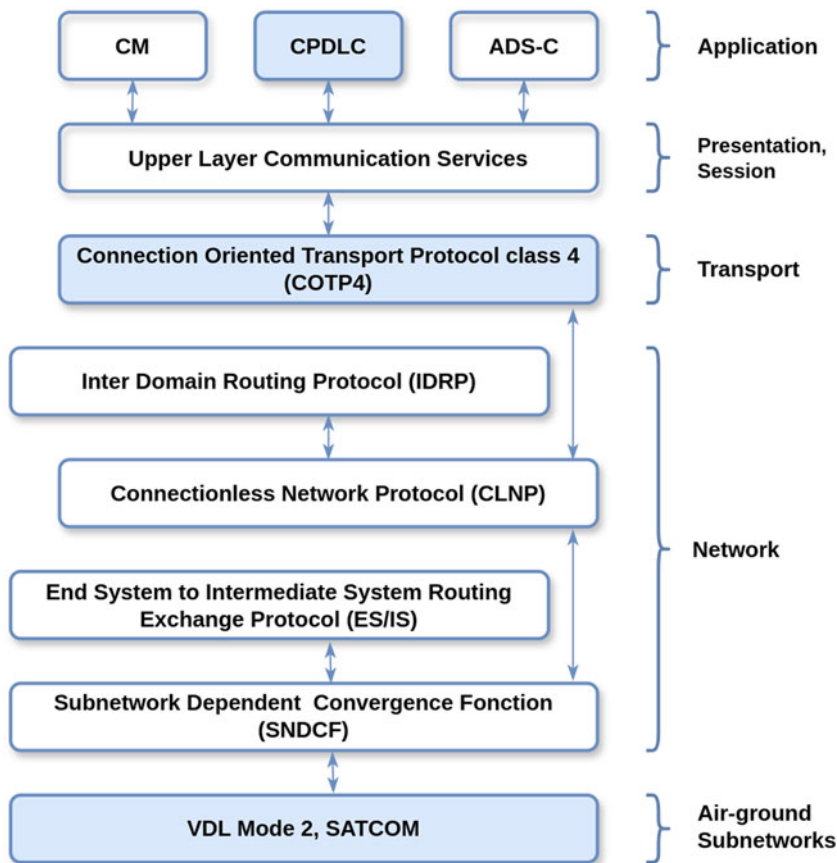 CM
CPDLC
ADS-C
Application
Upper Layer Communication Services
Presentation,
Session
Connection Oriented Transport Protocol class 4
(COTP4)
Transport
Inter Domain Routing Protocol (IDRP)
Connectionless Network Protocol (CLNP)
Network
End System to Intermediate System Routing
Exchange Protocol (ES/IS)
Subnetwork Dependent  Convergence Fonction
(SNDCF)
VDL Mode 2, SATCOM
Air-ground
Subnetworks